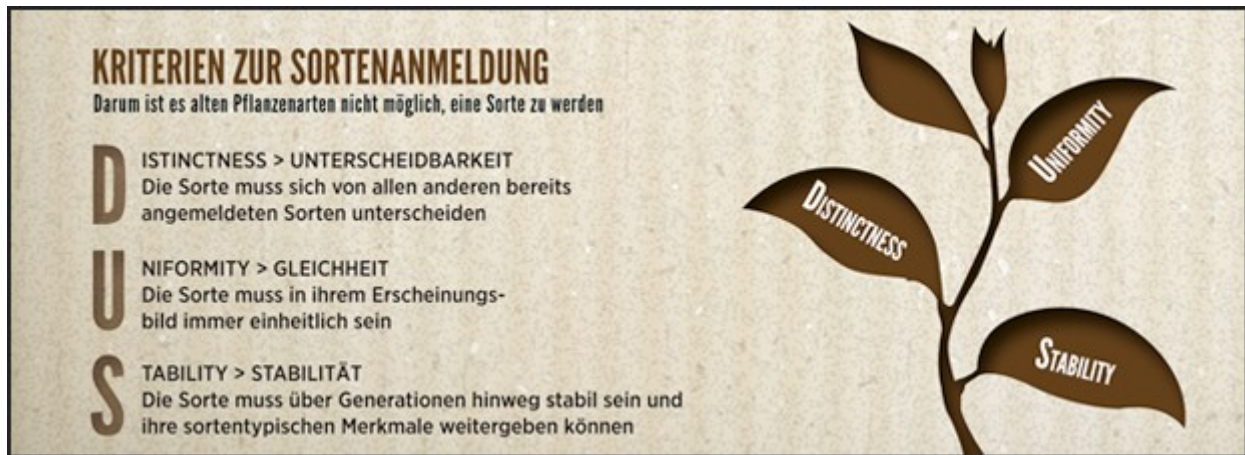 KRITERIEN ZUR SORTENANMELDUNG
Darum ist es alten Pflanzenarten nicht möglich, eine Sorte zu werden
DISTINCTNESS > UNTERSCHEIDBARKEIT
Die Sorte muss sich von allen anderen bereits
angemeldeten Sorten unterscheiden
UNIFORMITY > GLEICHHEIT
Die Sorte muss in ihrem Erscheinungs-
bild immer einheitlich sein
STABILITY > STABILITÄT
Die Sorte muss über Generationen hinweg stabil sein und
ihre sortentypischen Merkmale weitergeben können
UNIFORMITY
DISTINCTNESS
STABILITY